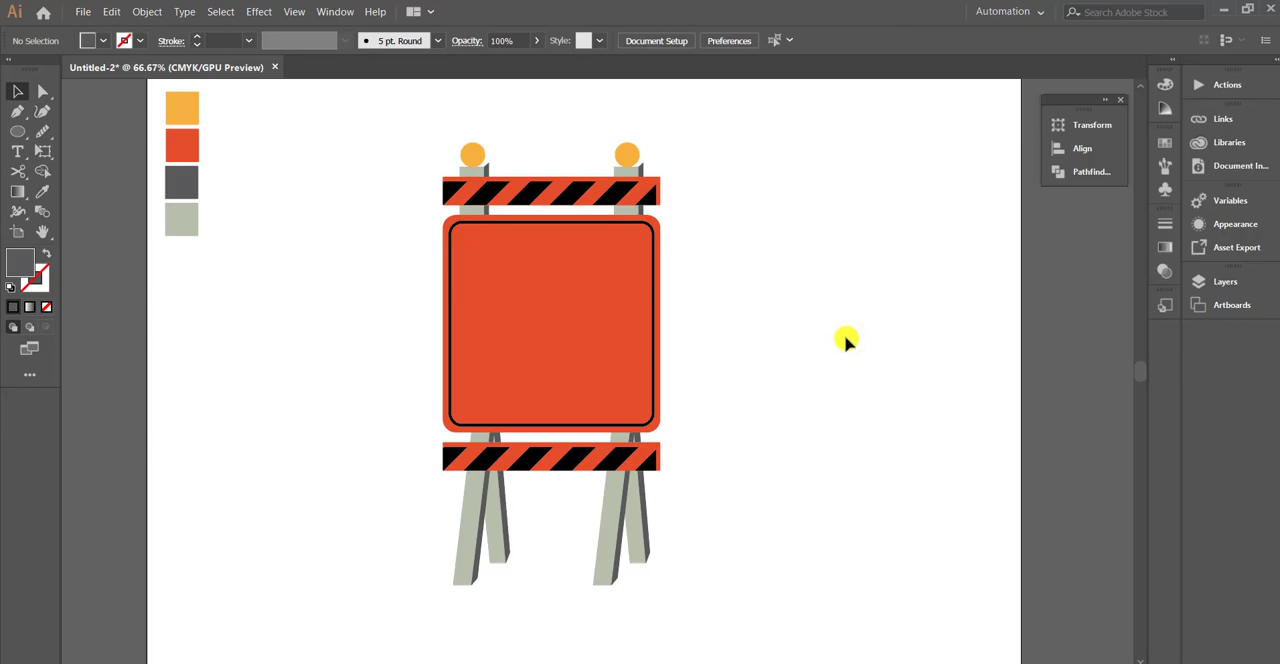 Ai File Edit Object Type Select Effect View Window Help Automation Search Adobe Stock
No Selection Stroke: 5 pt. Round Opacity: 100% Style: Document Setup Preferences
Untitled-2* @ 66.67% (CMYK/GPU Preview)
Transform
Align
Pathfind...
Actions
Links
Libraries
Document In...
Variables
Appearance
Asset Export
Layers
Artboards